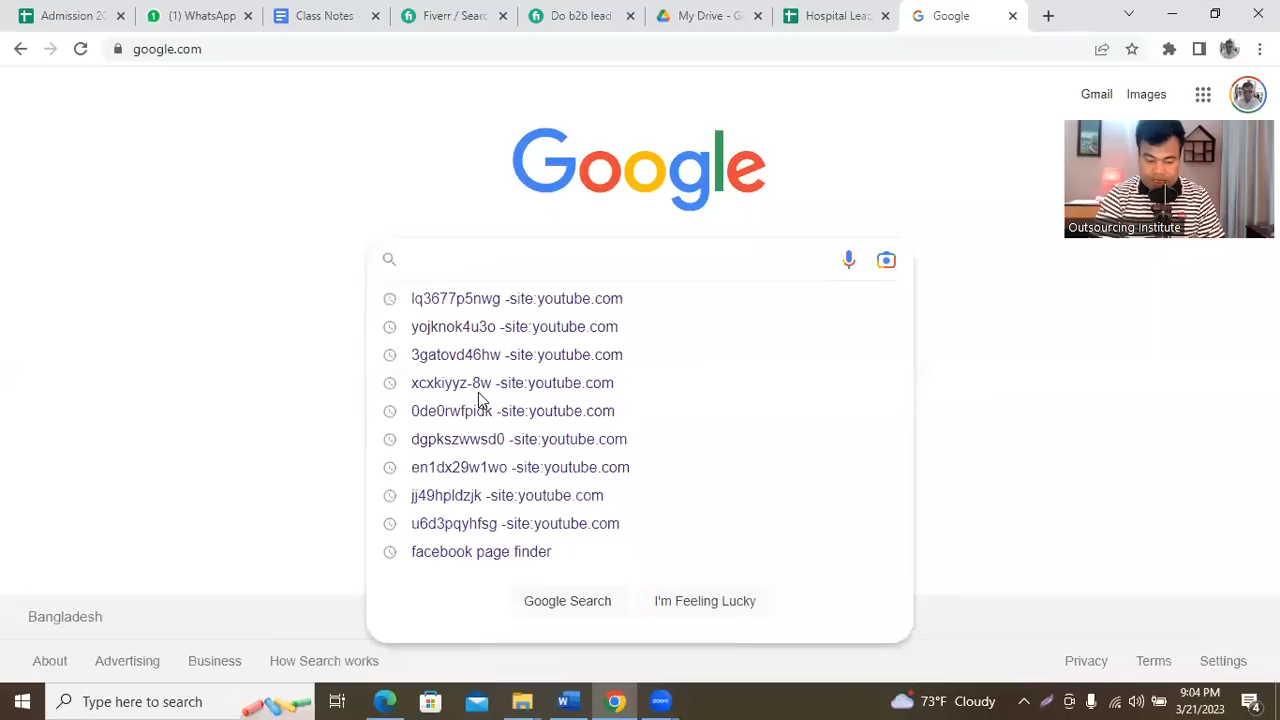 Admission 20
(1) WhatsApp
Class Notes
Fiverr / Searc
Do b2b lead
My Drive - G
Hospital Lea
Google
google.com
Gmail Images
Google
Outsourcing Institute
lq3677p5nwg -site:youtube.com
yojknok4u3o -site:youtube.com
3gatovd46hw -site:youtube.com
xcxkiyyz-8w -site:youtube.com
0de0rwfpidk -site:youtube.com
dgpkszwwsd0 -site:youtube.com
en1dx29w1wo -site:youtube.com
jj49hpldzjk -site:youtube.com
u6d3pqyhfsg -site:youtube.com
facebook page finder
Google Search I'm Feeling Lucky
Bangladesh
About Advertising Business How Search works Privacy Terms Settings
Type here to search
zoom
73°F Cloudy
9:04 PM
3/21/2023
4